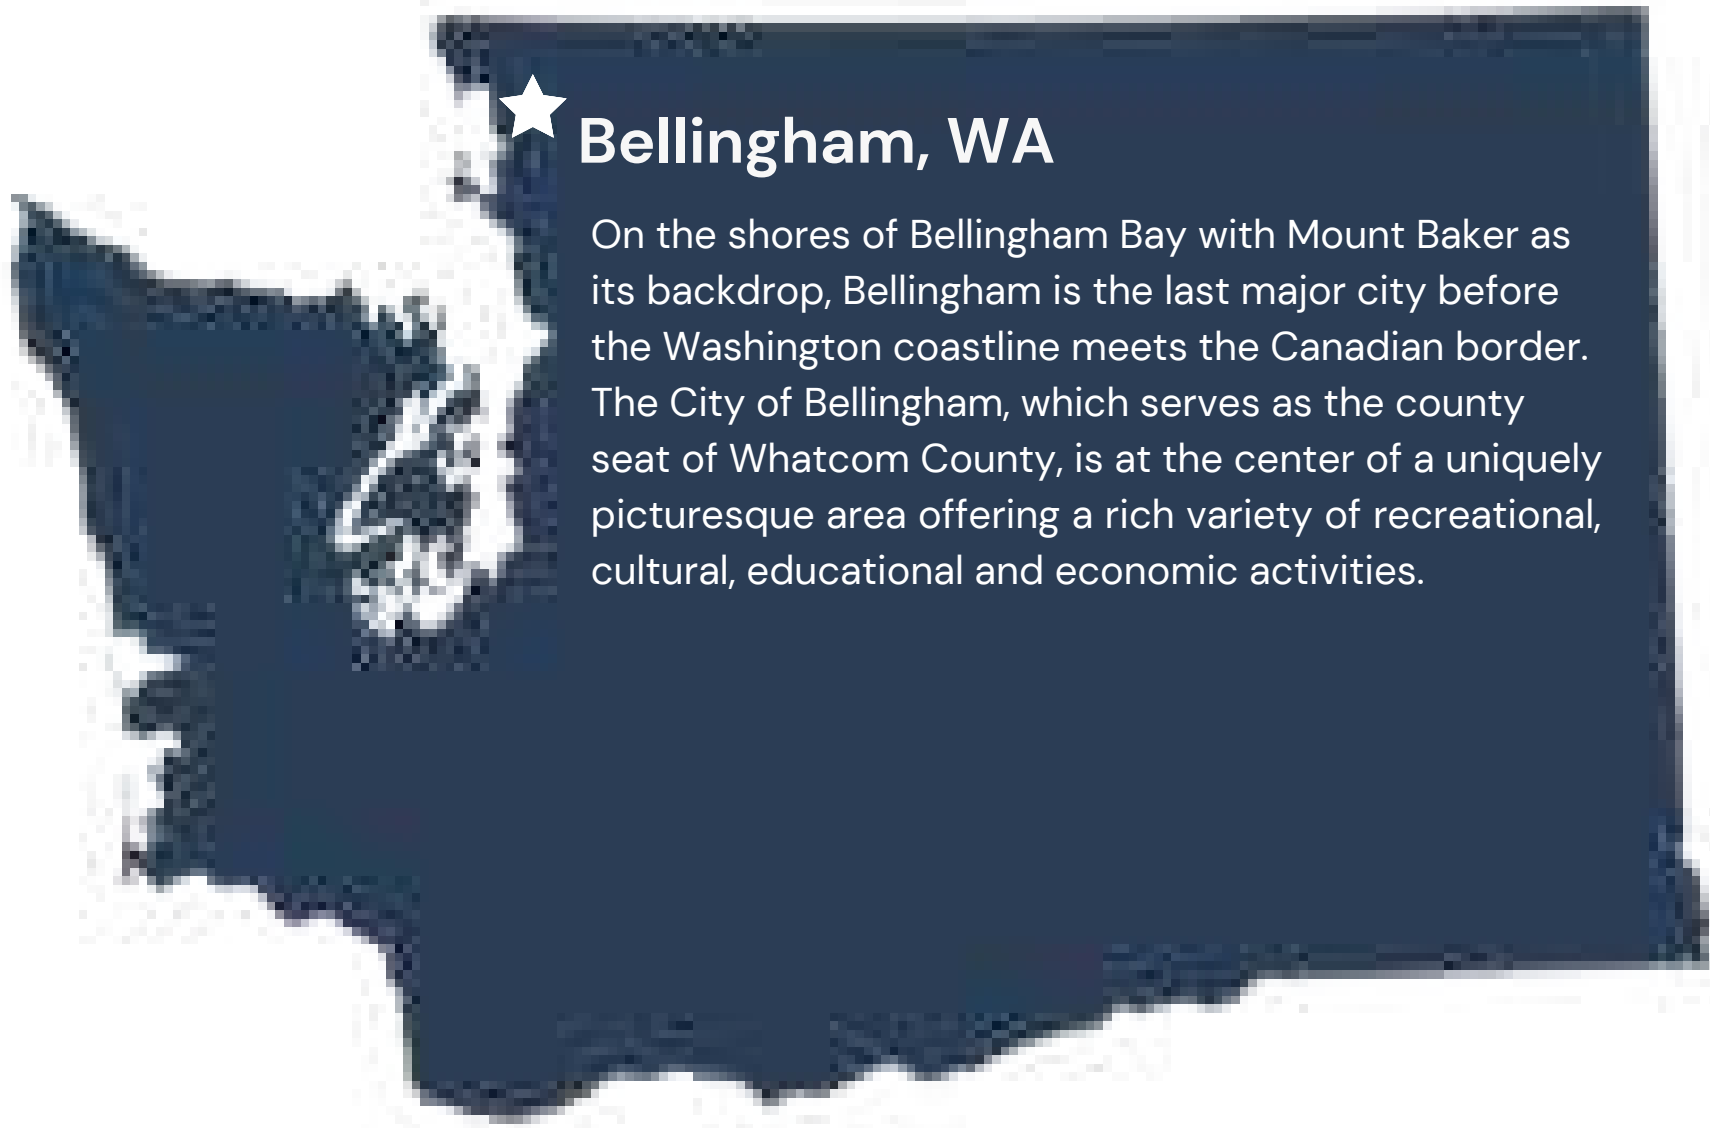 Bellingham, WA
On the shores of Bellingham Bay with Mount Baker as
its backdrop, Bellingham is the last major city before
the Washington coastline meets the Canadian border.
The City of Bellingham, which serves as the county
seat of Whatcom County, is at the center of a uniquely
picturesque area offering a rich variety of recreational,
cultural, educational and economic activities.